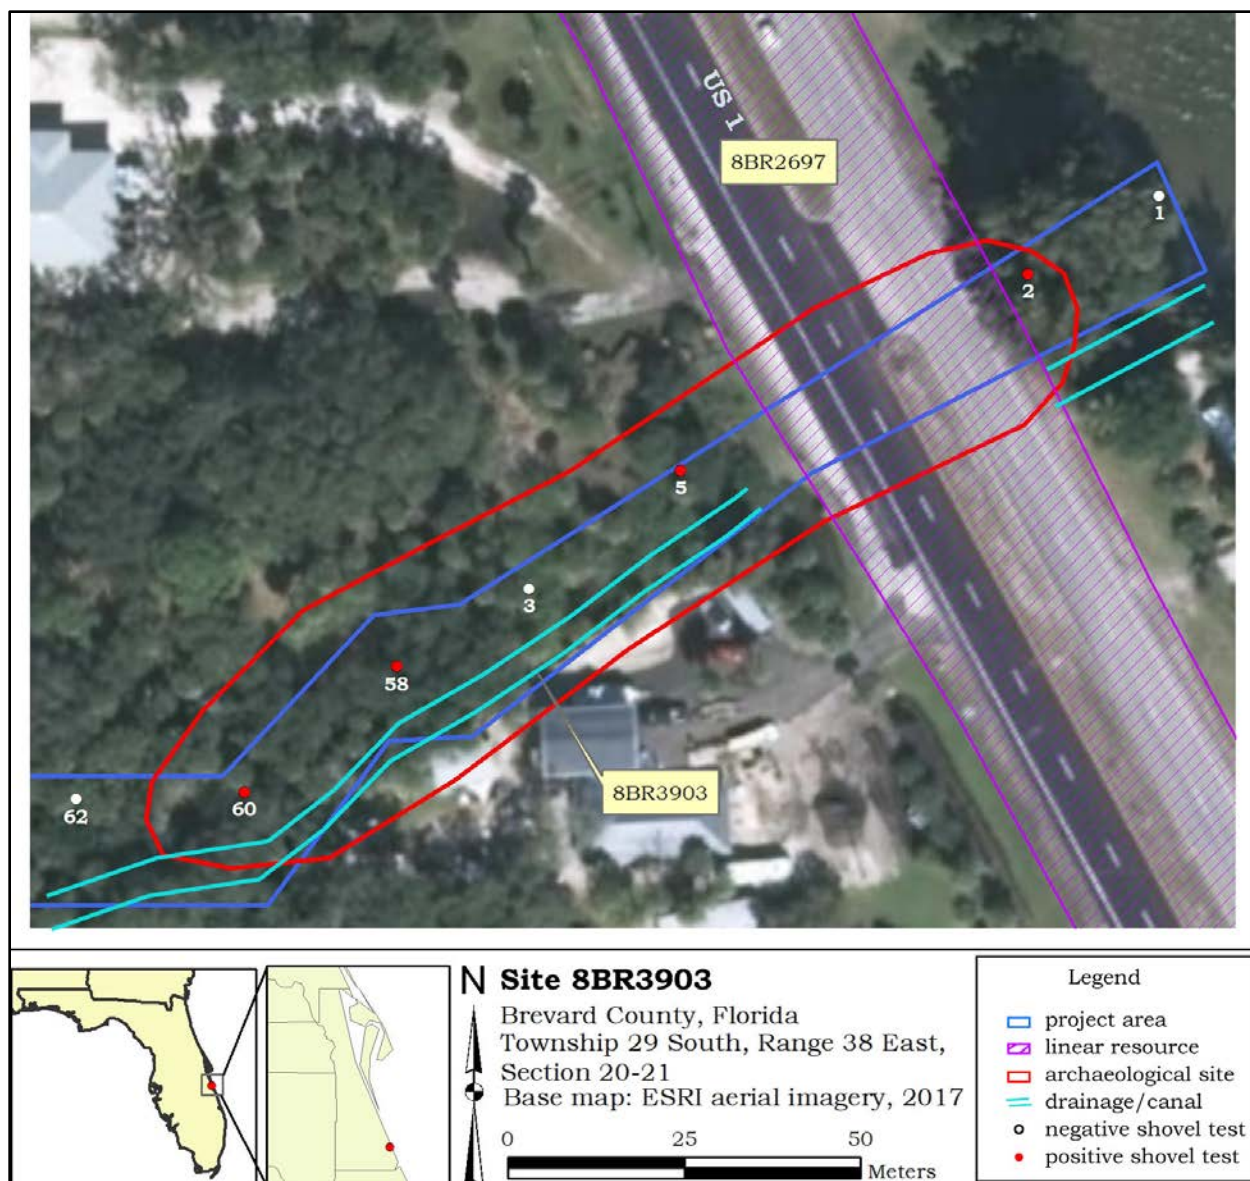 US 1
8BR2697
1
2
5
3
58
8BR3903
60
62
N
Site 8BR3903
Brevard County, Florida
Township 29 South, Range 38 East,
Section 20-21
Base map: ESRI aerial imagery, 2017
0 25 50
Meters
Legend
project area
linear resource
archaeological site
drainage/canal
negative shovel test
positive shovel test